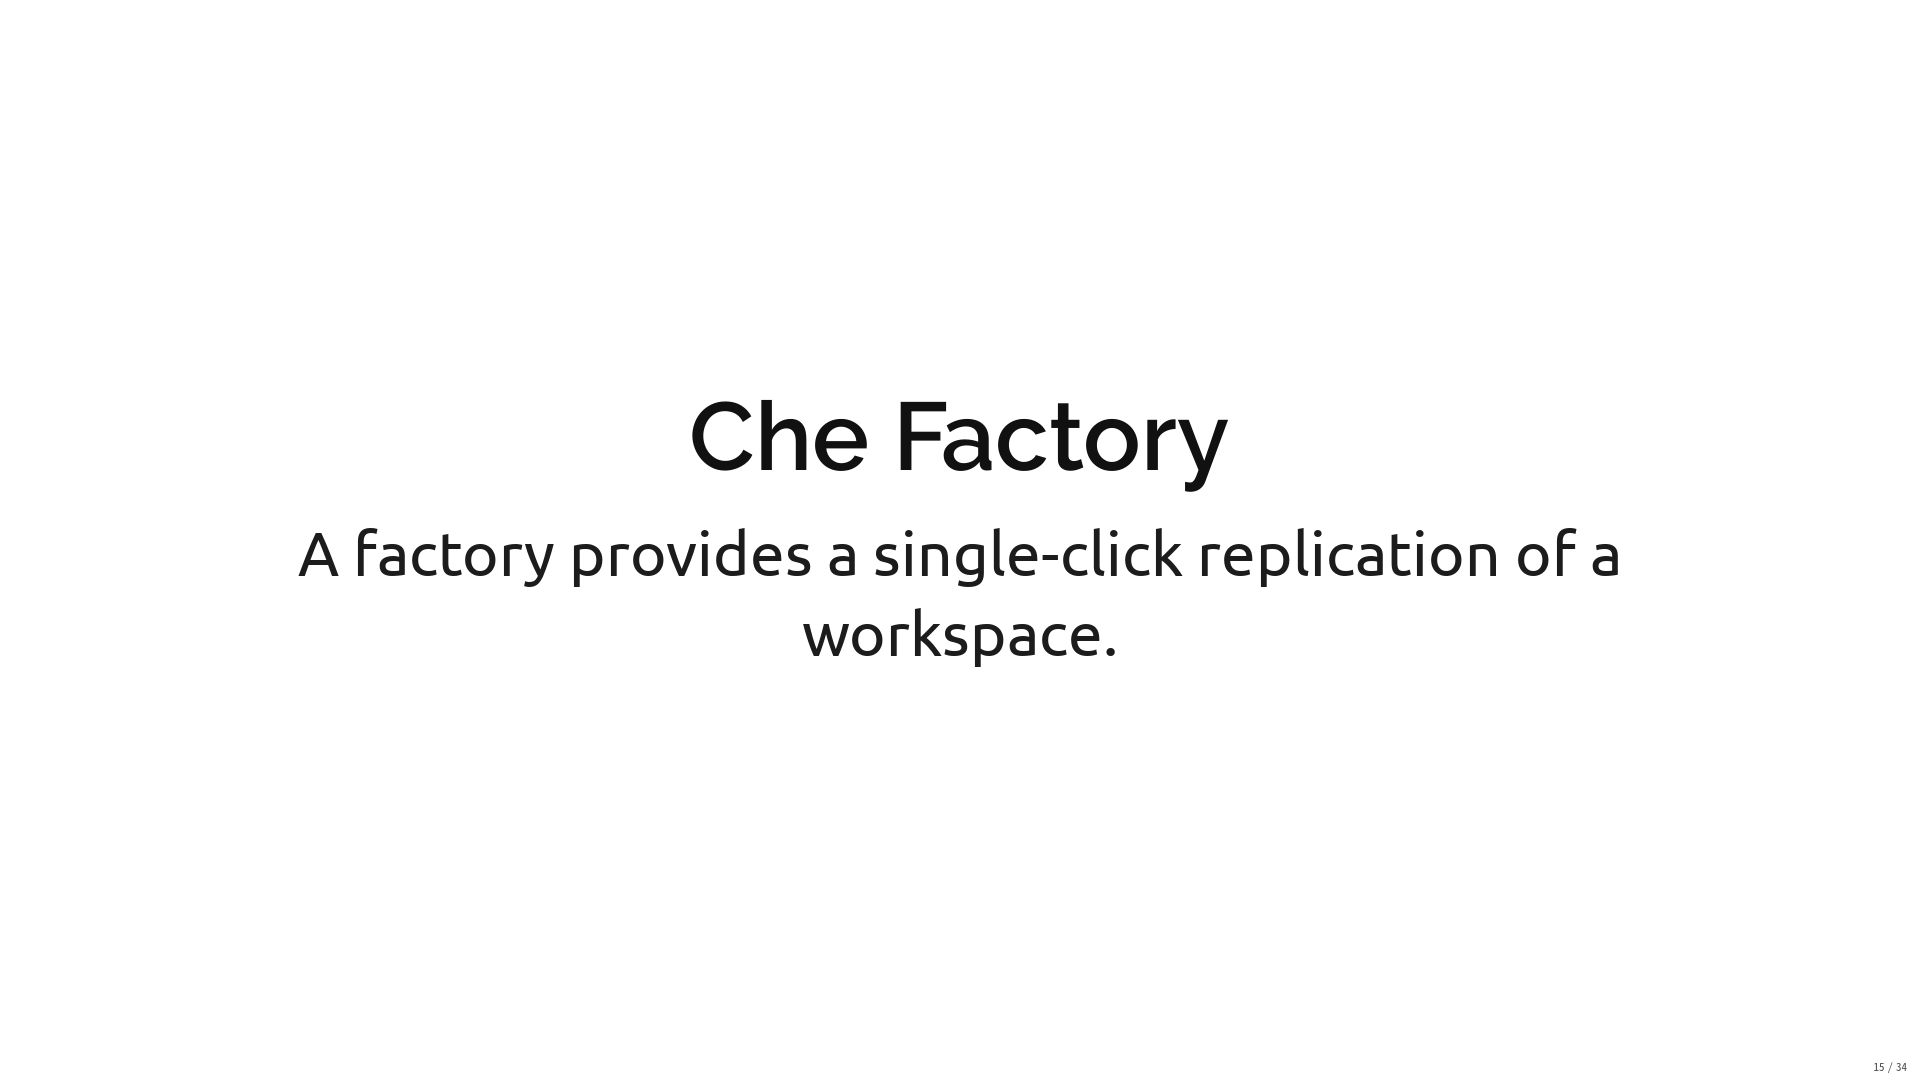 Che Factory
A factory provides a single-click replication of a
workspace.
15 / 34